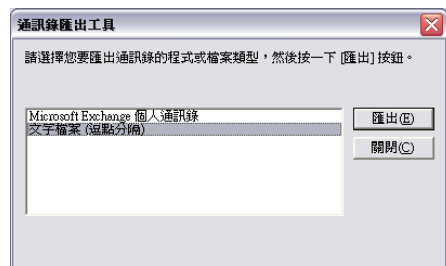 通訊錄匯出工具
請選擇您要匯出通訊錄的程式或檔案類型，然後按一下 [匯出] 按鈕。
Microsoft Exchange 個人通訊錄
文字檔案 (逗點分隔)
匯出(E)
關閉(C)